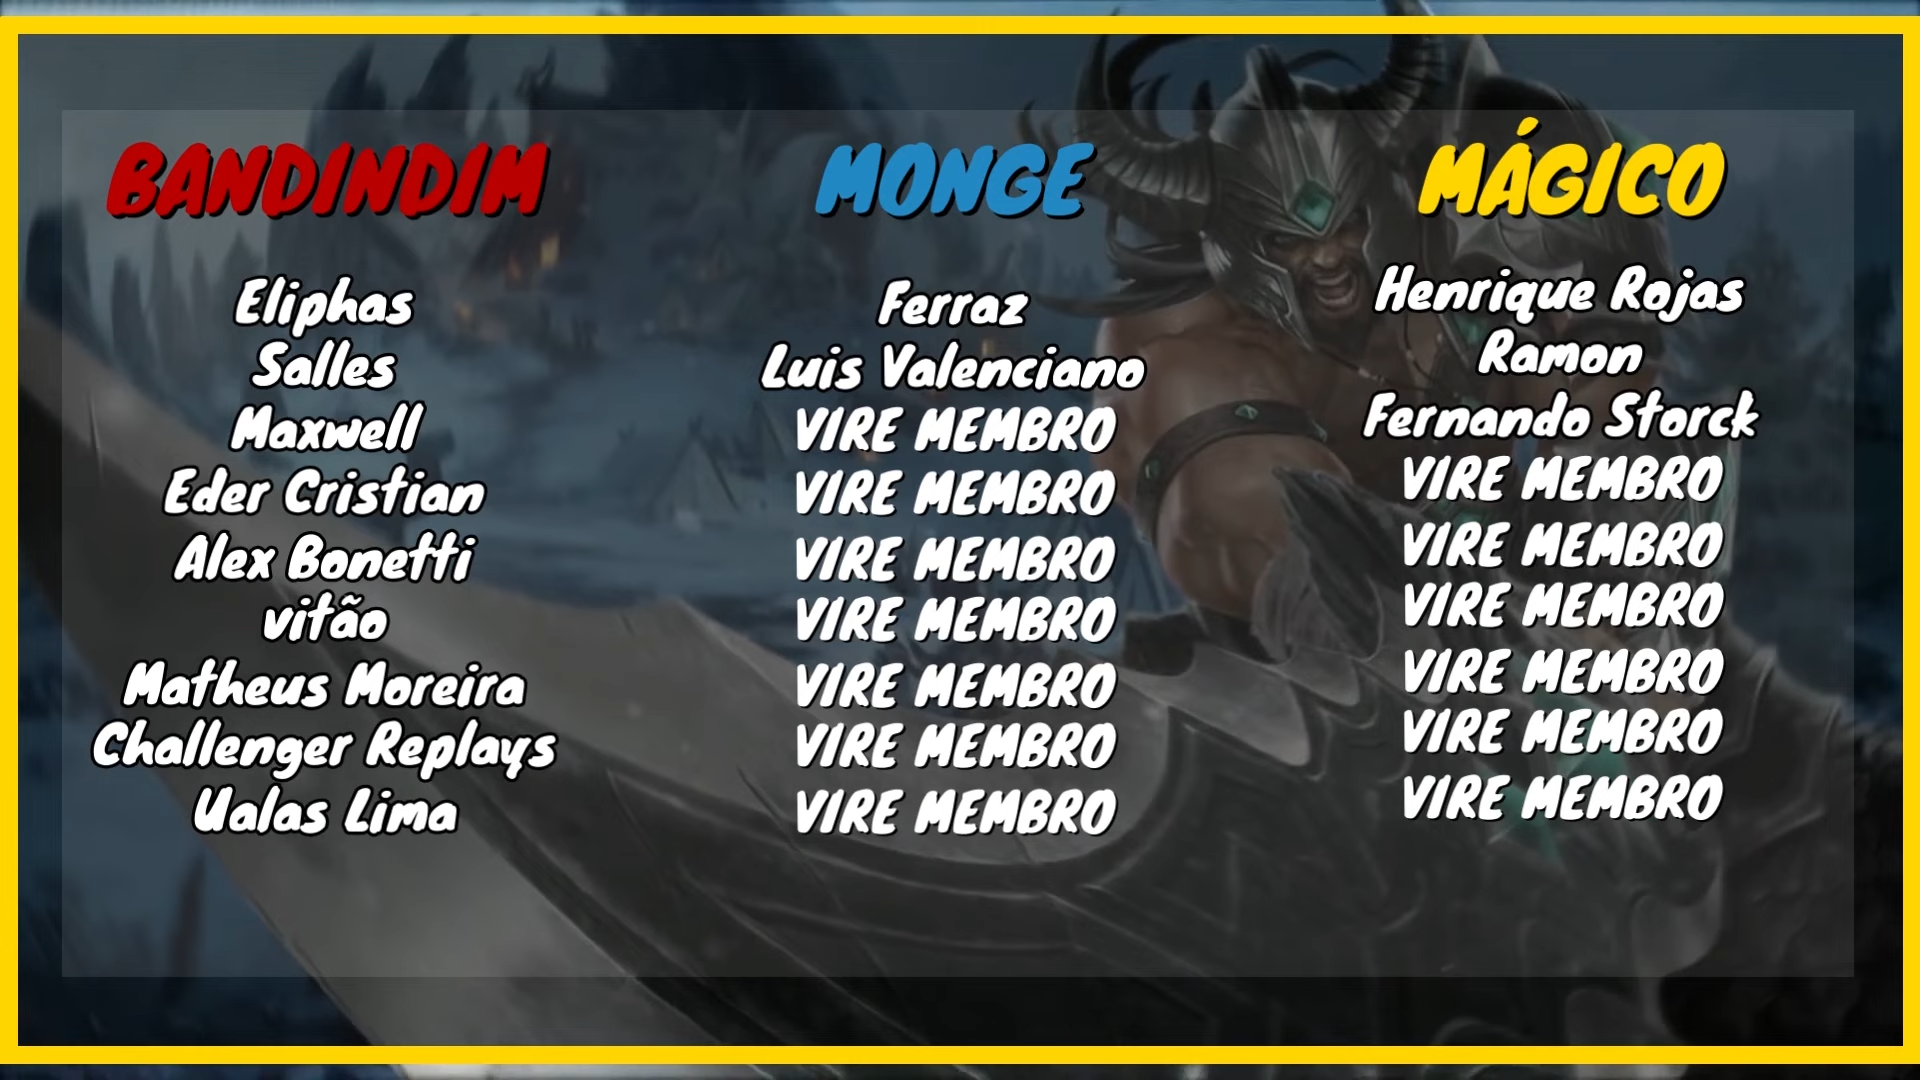 BANDINDIM
Eliphas
Salles
Maxwell
Eder Cristian
Alex Bonetti
vitão
Matheus Moreira
Challenger Replays
Ualas Lima
MONGE
Ferraz
Luis Valenciano
VIRE MEMBRO
VIRE MEMBRO
VIRE MEMBRO
VIRE MEMBRO
VIRE MEMBRO
VIRE MEMBRO
VIRE MEMBRO
MÁGICO
Henrique Rojas
Ramon
Fernando Storck
VIRE MEMBRO
VIRE MEMBRO
VIRE MEMBRO
VIRE MEMBRO
VIRE MEMBRO
VIRE MEMBRO